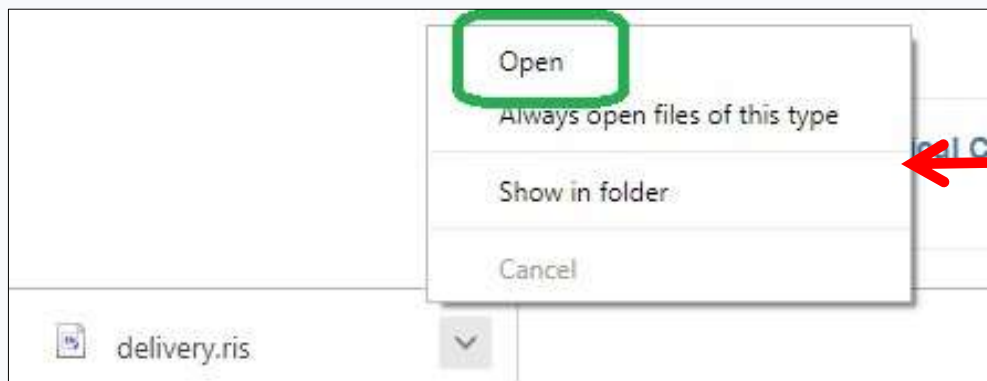 Open
Always open files of this type
Show in folder
Cancel
delivery.ris